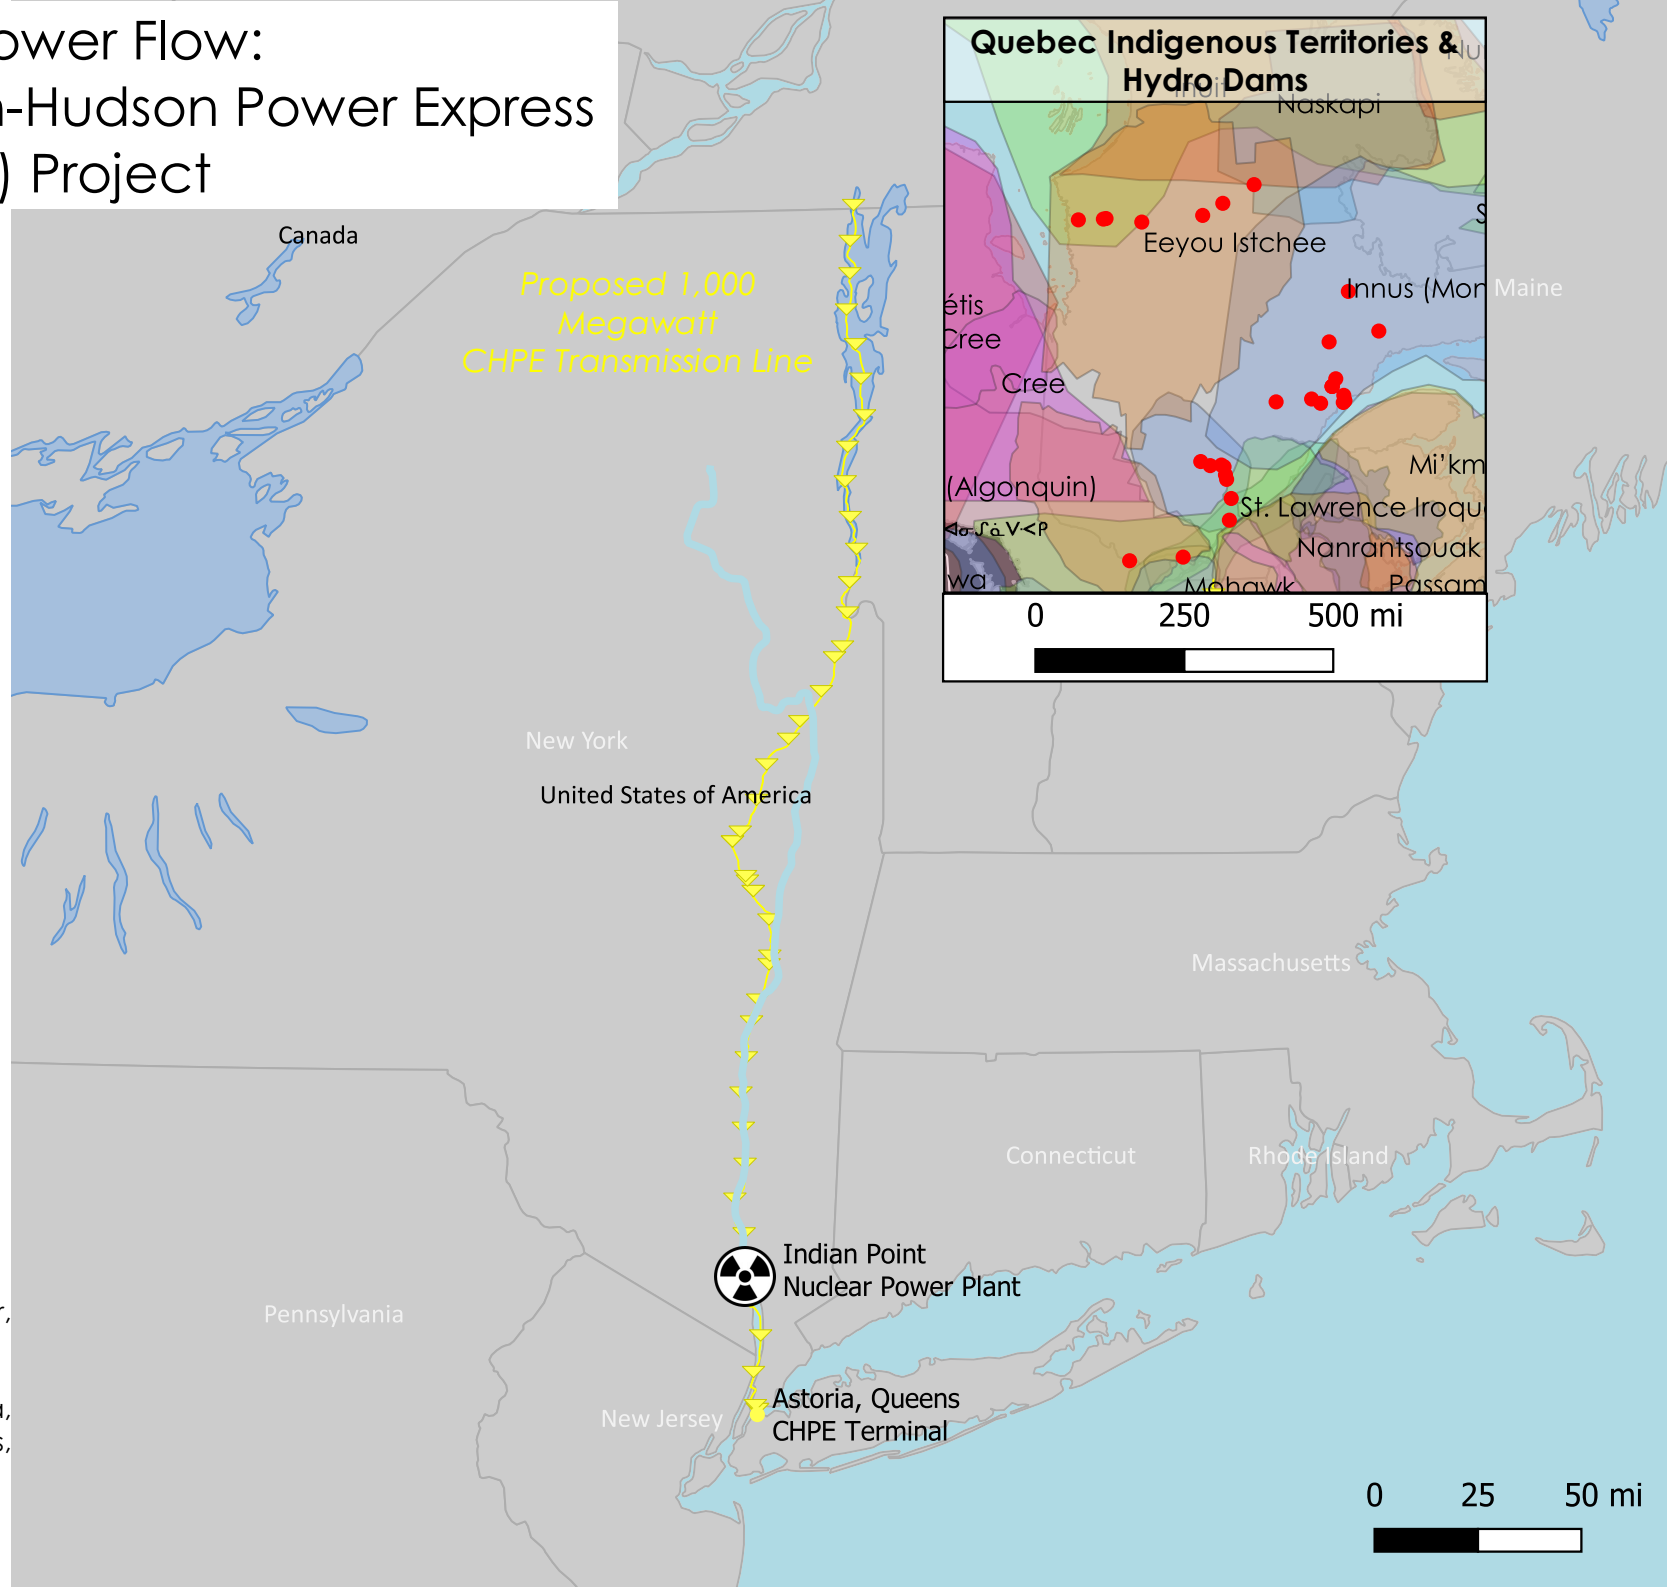 ower Flow:
-Hudson Power Express
) Project
Canada
Proposed 1,000
Megawatt
CHPE Transmission Line
Quebec Indigenous Territories &
Hydro Dams
Nu
Inuit
Naskapi
S
Eeyou Istchee
Innus (Mon
étis
Cree
Cree
Mi'km
(Algonquin)
St. Lawrence Iroqu
Nanrantsouak
wa
Mohawk
Passam
0 250 500 mi
Maine
New York
United States of America
Massachusetts
Connecticut
Rhode Island
Indian Point
Nuclear Power Plant
Pennsylvania
Astoria, Queens
CHPE Terminal
New Jersey
0 25 50 mi